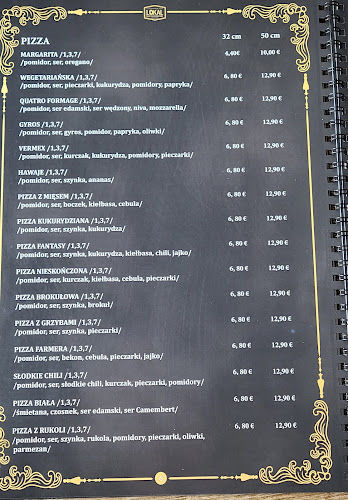 LOKAL
PIZZA 32 cm 50 cm
MARGARITA /1,3,7/ 4,40€ 10,00 €
/pomidor, ser, oregano/
WEGETARIAŃSKA /1,3,7/ 6, 80 € 12,90 €
/pomidor, ser, pieczarki, kukurydza, pomidory, papryka/
QUATRO FORMAGE /1,3,7/ 6, 80 € 12,90 €
/pomidor, ser edamski, ser wędzony, niva, mozzarella/
GYROS /1,3,7/ 6, 80 € 12,90 €
/pomidor, ser, gyros, pomidor, papryka, oliwki/
VERMEX /1,3,7/ 6, 80 € 12,90 €
/pomidor, ser, kurczak, kukurydza, pomidory, pieczarki/
HAWAJE /1,3,7/ 6, 80 € 12,90 €
/pomidor, ser, szynka, ananas/
PIZZA Z MIĘSEM /1,3,7/ 6, 80 € 12,90 €
/pomidor, ser, boczek, kiełbasa, cebula/
PIZZA KUKURYDZIANA /1,3,7/ 6, 80 € 12,90 €
/pomidor, ser, szynka, kukurydza/
PIZZA FANTASY /1,3,7/ 6, 80 € 12,90 €
/pomidor, ser, szynka, kukurydza, kiełbasa, chili, jajko/
PIZZA NIESKOŃCZONA /1,3,7/ 6, 80 € 12,90 €
/pomidor, ser, kurczak, kiełbasa, cebula, pieczarki/
PIZZA BROKUŁOWA /1,3,7/ 6, 80 € 12,90 €
/pomidor, ser, szynka, brokuł/
PIZZA Z GRZYBAMI /1,3,7/ 6, 80 € 12,90 €
/pomidor, ser, szynka, pieczarki/
PIZZA FARMERA /1,3,7/ 6, 80 € 12,90 €
/pomidor, ser, bekon, cebula, pieczarki, jajko/
SŁODKIE CHILI /1,3,7/ 6, 80 € 12,90 €
/pomidor, ser, słodkie chili, kurczak, pieczarki, pomidory/
PIZZA BIAŁA /1,3,7/ 6, 80 € 12,90 €
/śmietana, czosnek, ser edamski, ser Camembert/
PIZZA Z RUKOLI /1,3,7/ 6, 80 € 12,90 €
/pomidor, ser, szynka, rukola, pomidory, pieczarki, oliwki,
parmezan/